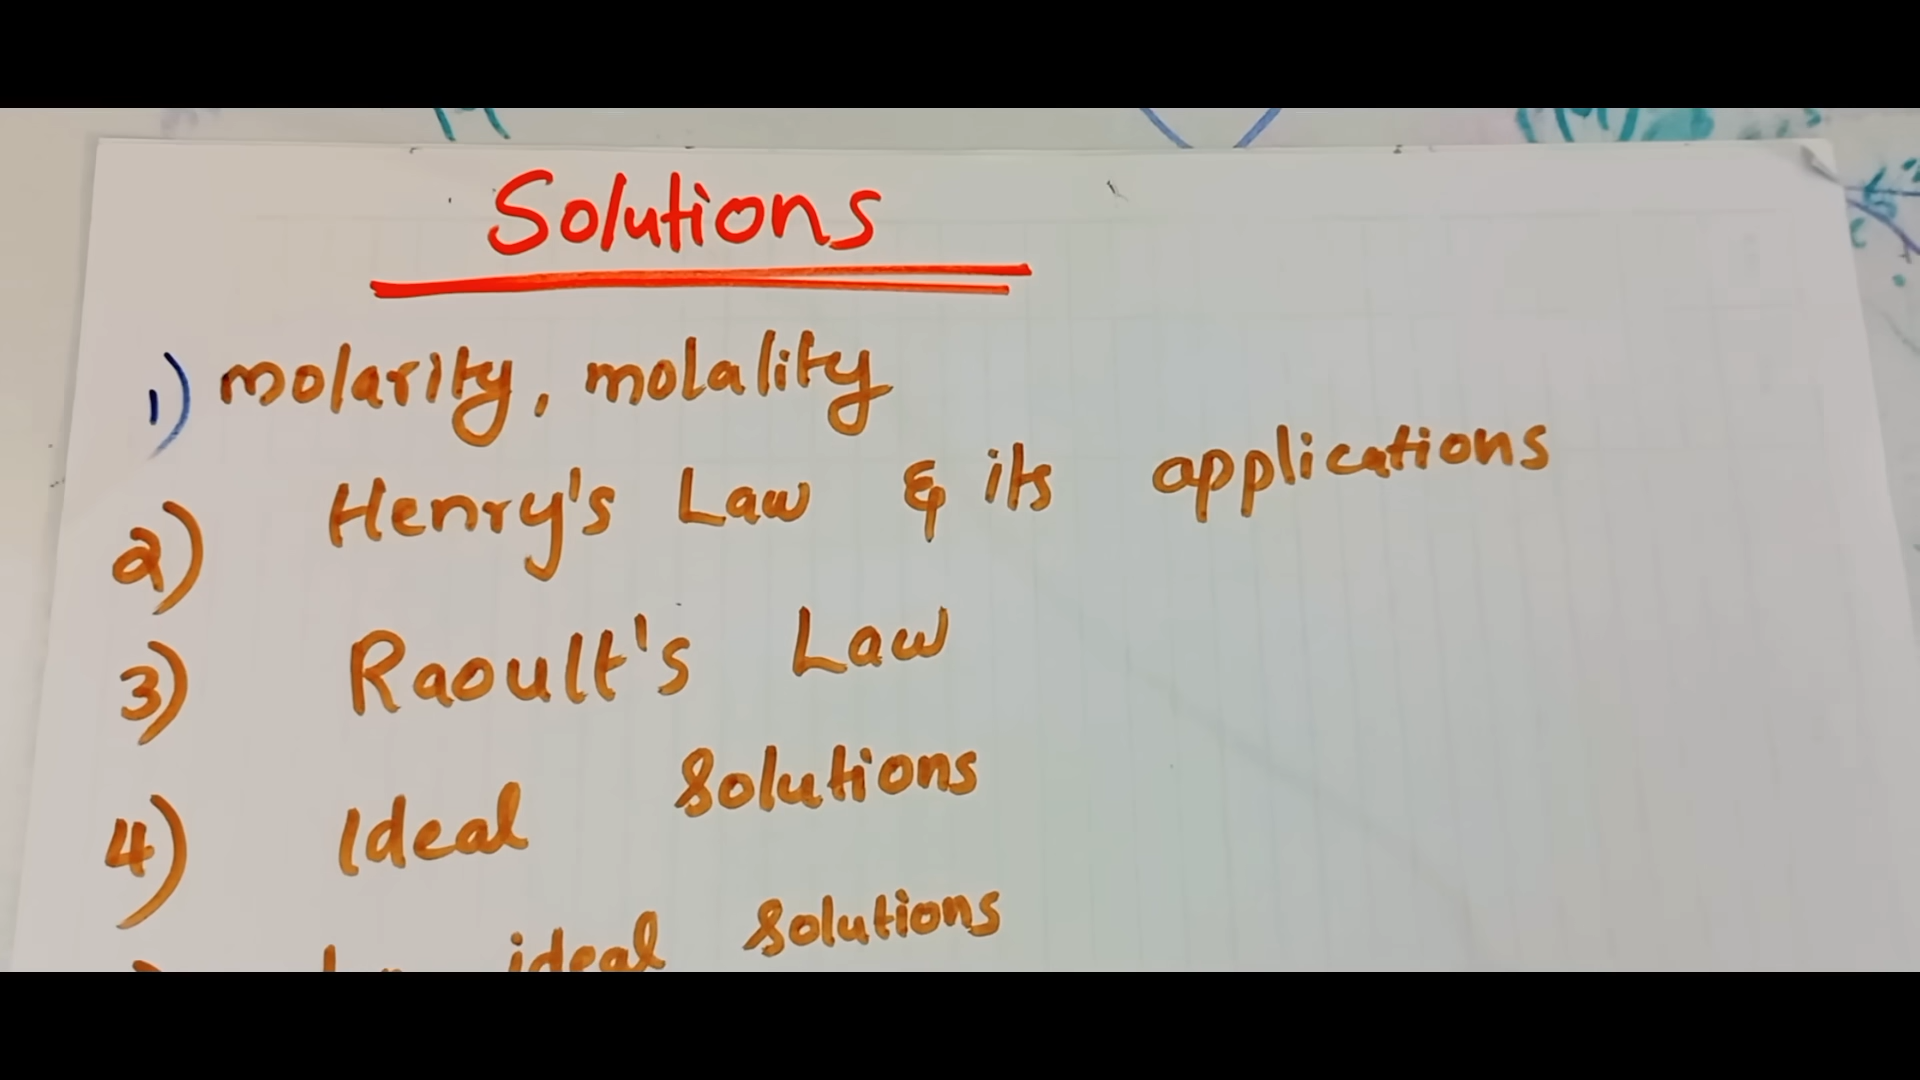 Solutions
1) molarity, molality
2) Henry's Law & its applications
3) Raoult's Law
4) Ideal Solutions
ideal Solutions